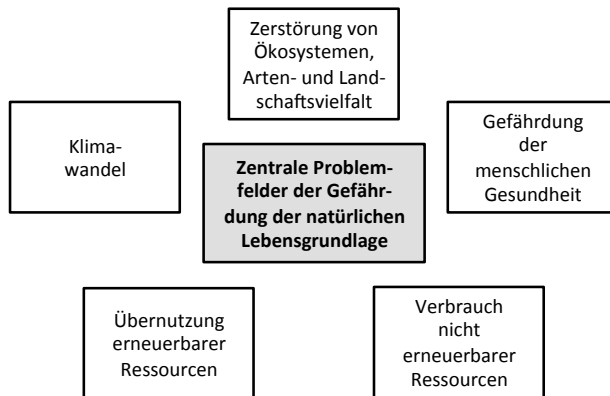 Zerstörung von
Ökosystemen,
Arten- und Land-
schaftsvielfalt
Klima-
wandel
Zentrale Problem-
felder der Gefähr-
dung der natürlichen
Lebensgrundlage
Gefährdung
der
menschlichen
Gesundheit
Übernutzung
erneuerbarer
Ressourcen
Verbrauch
nicht
erneuerbarer
Ressourcen